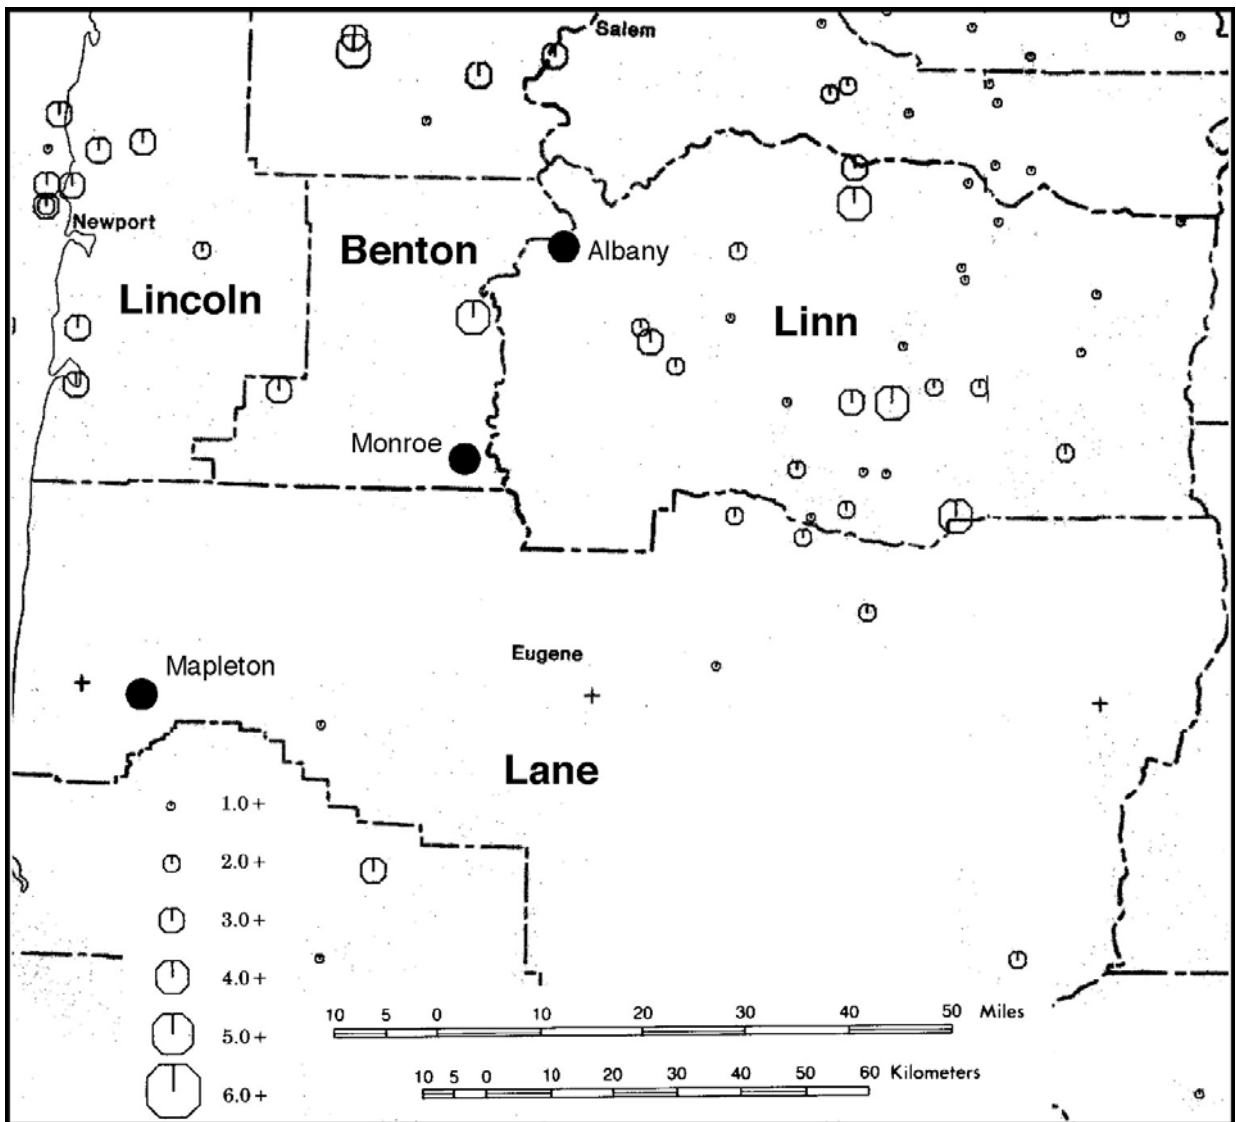 Salem
Newport
Benton
Albany
Lincoln
Linn
Monroe
Eugene
Mapleton
Lane
1.0 +
2.0 +
3.0 +
4.0 +
5.0 +
6.0 +
10 5 0 10 20 30 40 50 Miles
10 5 0 10 20 30 40 50 60 Kilometers